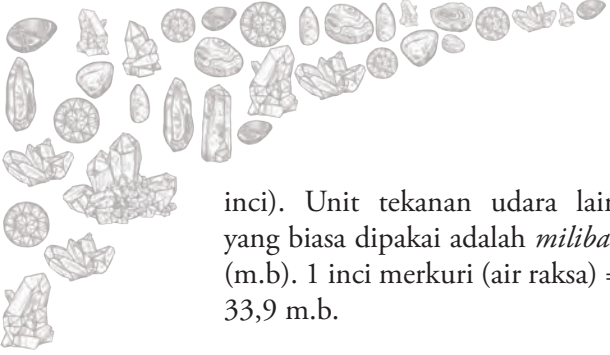 inci). Unit tekanan udara lain
yang biasa dipakai adalah miliba
(m.b). 1 inci merkuri (air raksa) =
33,9 m.b.